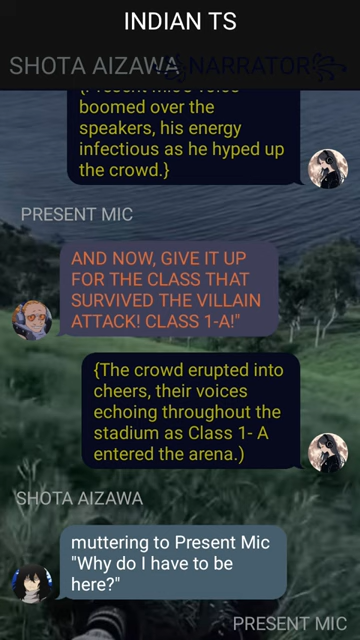 INDIAN TS
SHOTA AIZAWA꧁NARRATOR꧂
{Present Mic's voice
boomed over the
speakers, his energy
infectious as he hyped up
the crowd.}
PRESENT MIC
AND NOW, GIVE IT UP
FOR THE CLASS THAT
SURVIVED THE VILLAIN
ATTACK! CLASS 1-A!"
{The crowd erupted into
cheers, their voices
echoing throughout the
stadium as Class 1- A
entered the arena.)
SHOTA AIZAWA
muttering to Present Mic
"Why do I have to be
here?"
PRESENT MIC